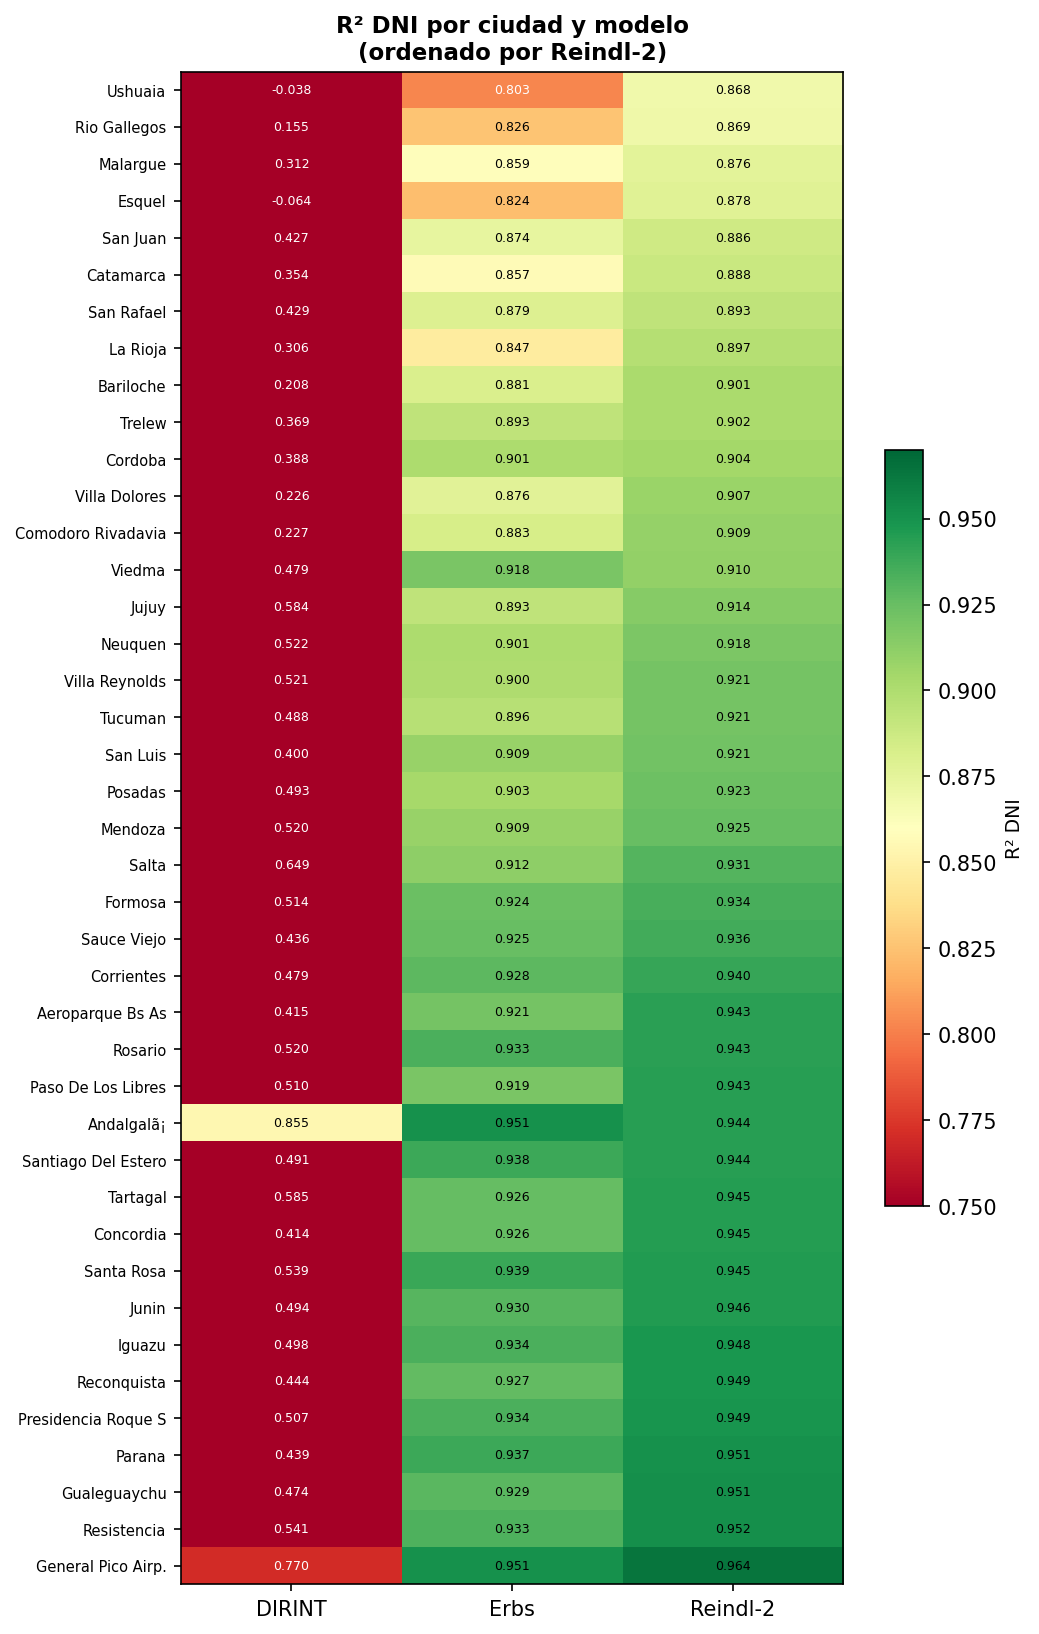 R² DNI por ciudad y modelo
(ordenado por Reindl-2)
Ushuaia -0.038 0.803 0.868
Rio Gallegos 0.155 0.826 0.869
Malargue 0.312 0.859 0.876
Esquel -0.064 0.824 0.878
San Juan 0.427 0.874 0.886
Catamarca 0.354 0.857 0.888
San Rafael 0.429 0.879 0.893
La Rioja 0.306 0.847 0.897
Bariloche 0.208 0.881 0.901
Trelew 0.369 0.893 0.902
Cordoba 0.388 0.901 0.904
Villa Dolores 0.226 0.876 0.907
Comodoro Rivadavia 0.227 0.883 0.909
Viedma 0.479 0.918 0.910
Jujuy 0.584 0.893 0.914
Neuquen 0.522 0.901 0.918
Villa Reynolds 0.521 0.900 0.921
Tucuman 0.488 0.896 0.921
San Luis 0.400 0.909 0.921
Posadas 0.493 0.903 0.923
Mendoza 0.520 0.909 0.925
Salta 0.649 0.912 0.931
Formosa 0.514 0.924 0.934
Sauce Viejo 0.436 0.925 0.936
Corrientes 0.479 0.928 0.940
Aeroparque Bs As 0.415 0.921 0.943
Rosario 0.520 0.933 0.943
Paso De Los Libres 0.510 0.919 0.943
Andalgalã¡ 0.855 0.951 0.944
Santiago Del Estero 0.491 0.938 0.944
Tartagal 0.585 0.926 0.945
Concordia 0.414 0.926 0.945
Santa Rosa 0.539 0.939 0.945
Junin 0.494 0.930 0.946
Iguazu 0.498 0.934 0.948
Reconquista 0.444 0.927 0.949
Presidencia Roque S 0.507 0.934 0.949
Parana 0.439 0.937 0.951
Gualeguaychu 0.474 0.929 0.951
Resistencia 0.541 0.933 0.952
General Pico Airp. 0.770 0.951 0.964
DIRINT Erbs Reindl-2
0.950
0.925
0.900
0.875
0.850
0.825
0.800
0.775
0.750
R² DNI